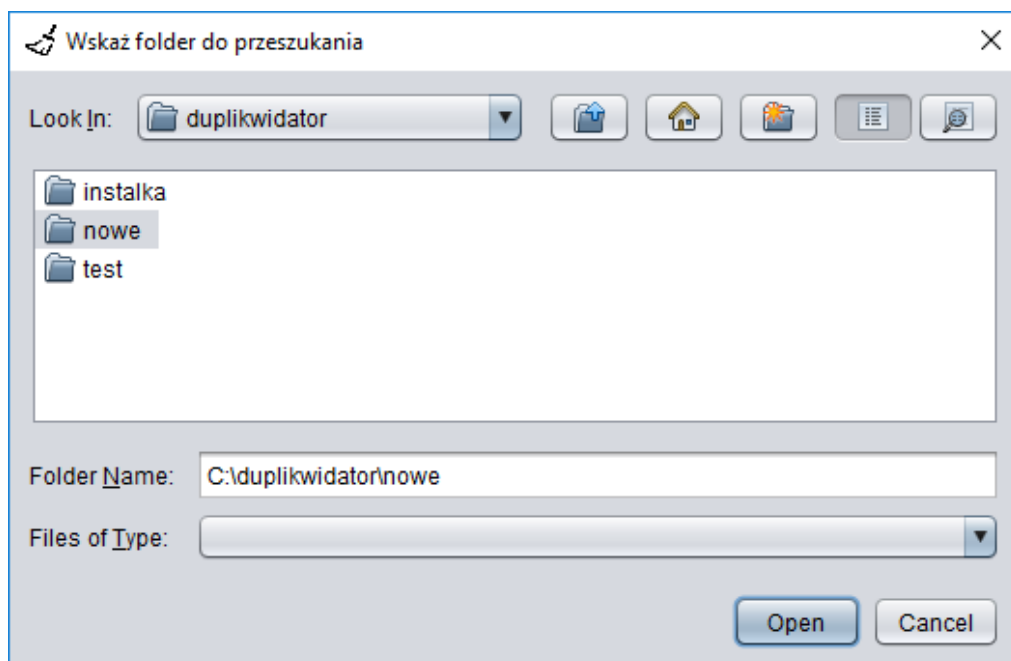 Wskaż folder do przeszukania
Look In: duplikwidator
instalka
nowe
test
Folder Name: C:\duplikwidator\nowe
Files of Type:
Open Cancel